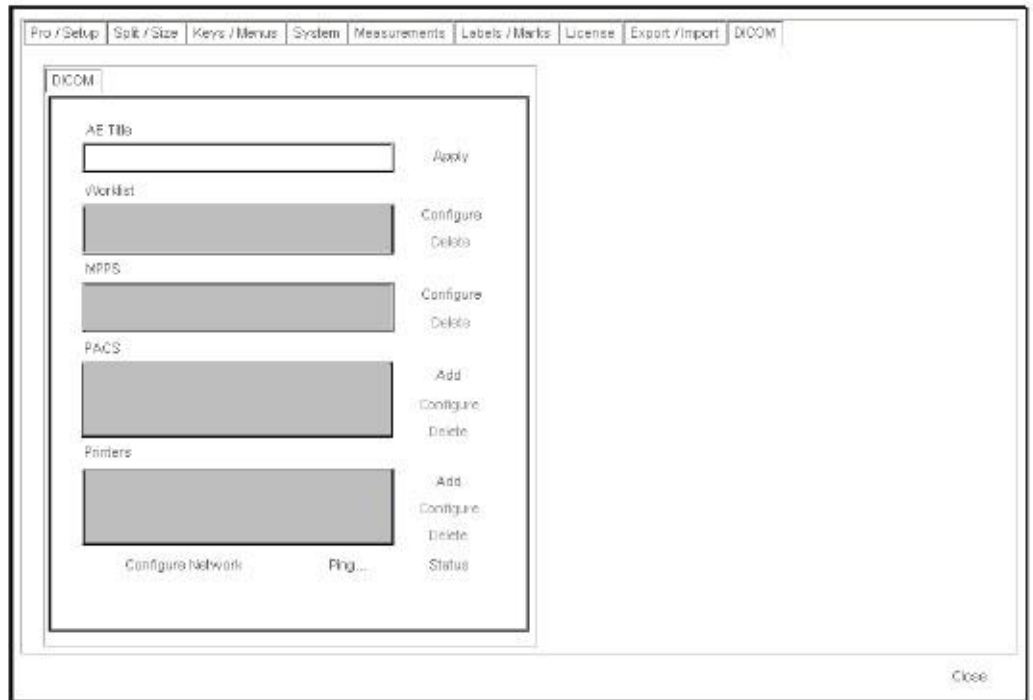 Pro / Setup Split / Size Keys / Menus System Measurements Labels / Marks License Export / Import DICOM
DICOM
AE Title
Apply
Worklist
Configure
Delete
MPPS
Configure
Delete
PACS
Add
Configure
Delete
Printers
Add
Configure
Delete
Configure Network Ping... Status
Close